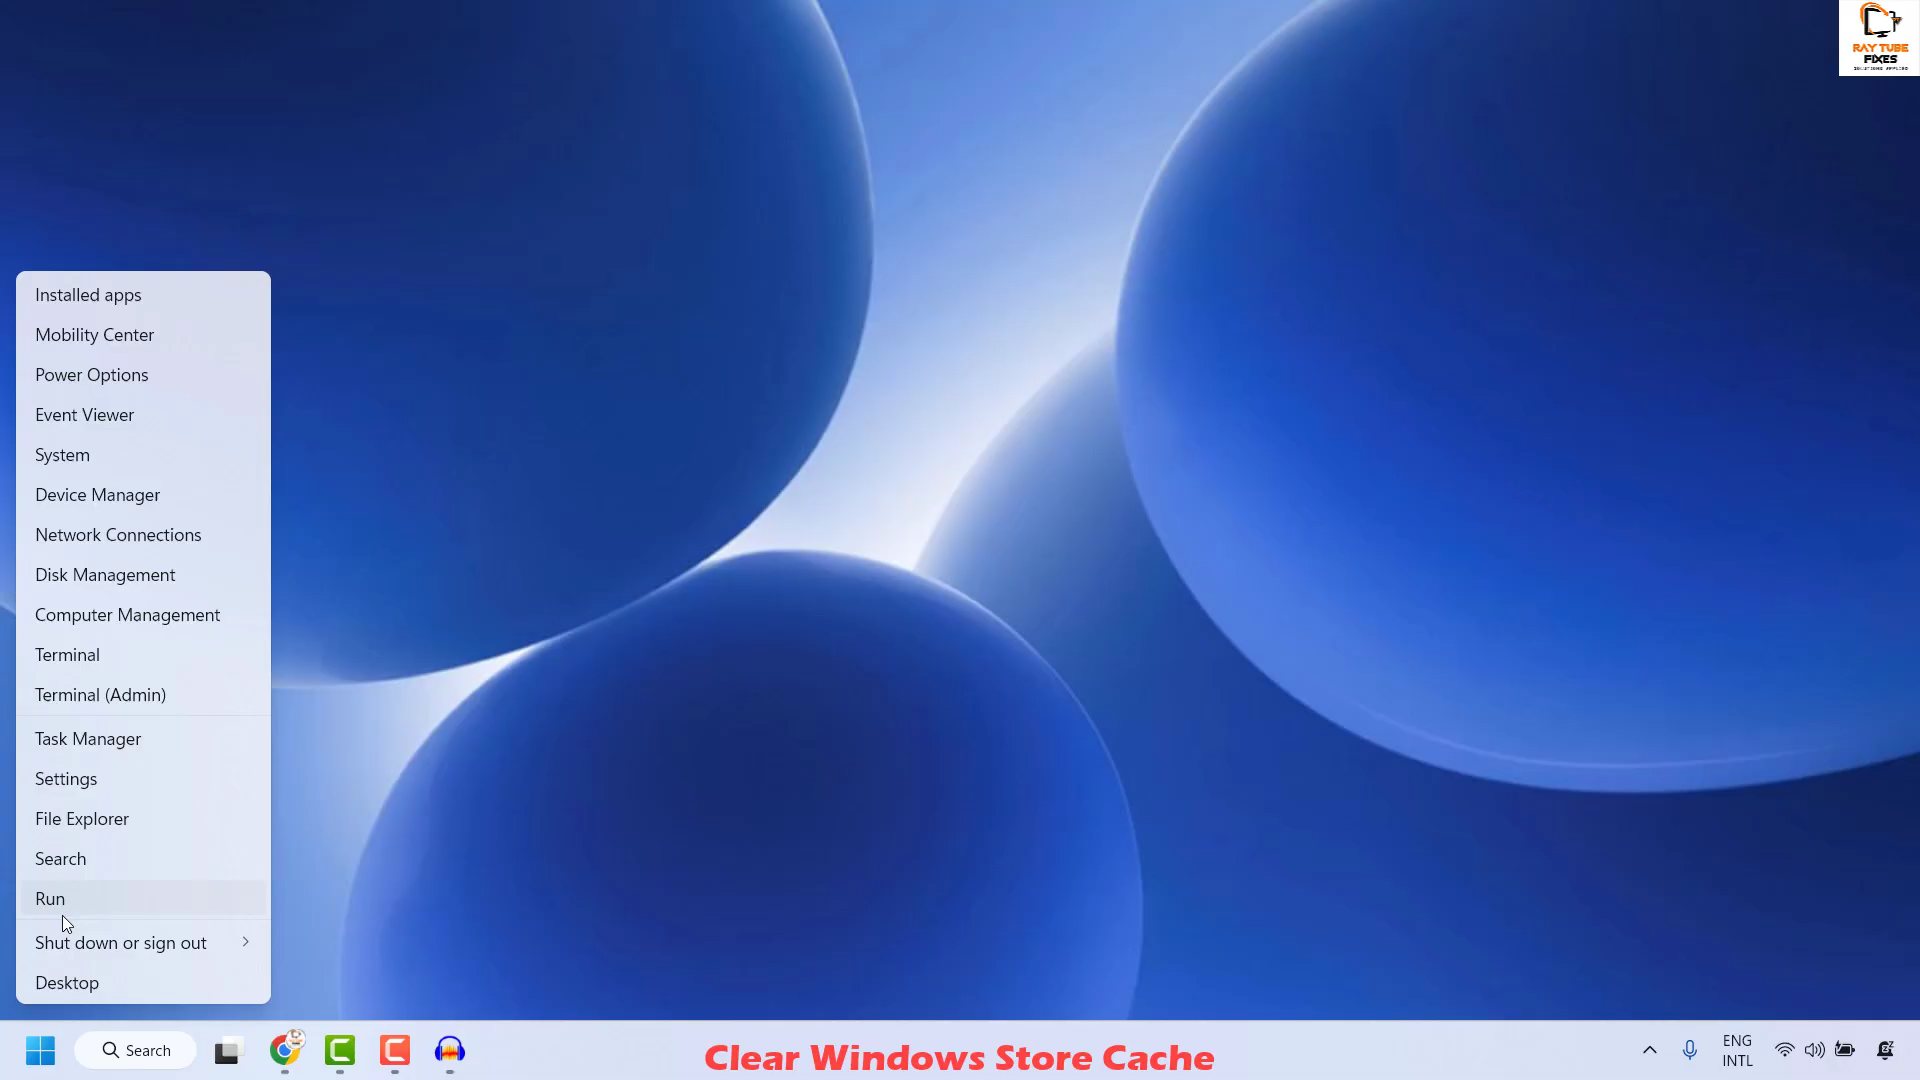 RAY TUBE
FIXES
Installed apps
Mobility Center
Power Options
Event Viewer
System
Device Manager
Network Connections
Disk Management
Computer Management
Terminal
Terminal (Admin)
Task Manager
Settings
File Explorer
Search
Run
Shut down or sign out
Desktop
Search
Clear Windows Store Cache
ENG
INTL